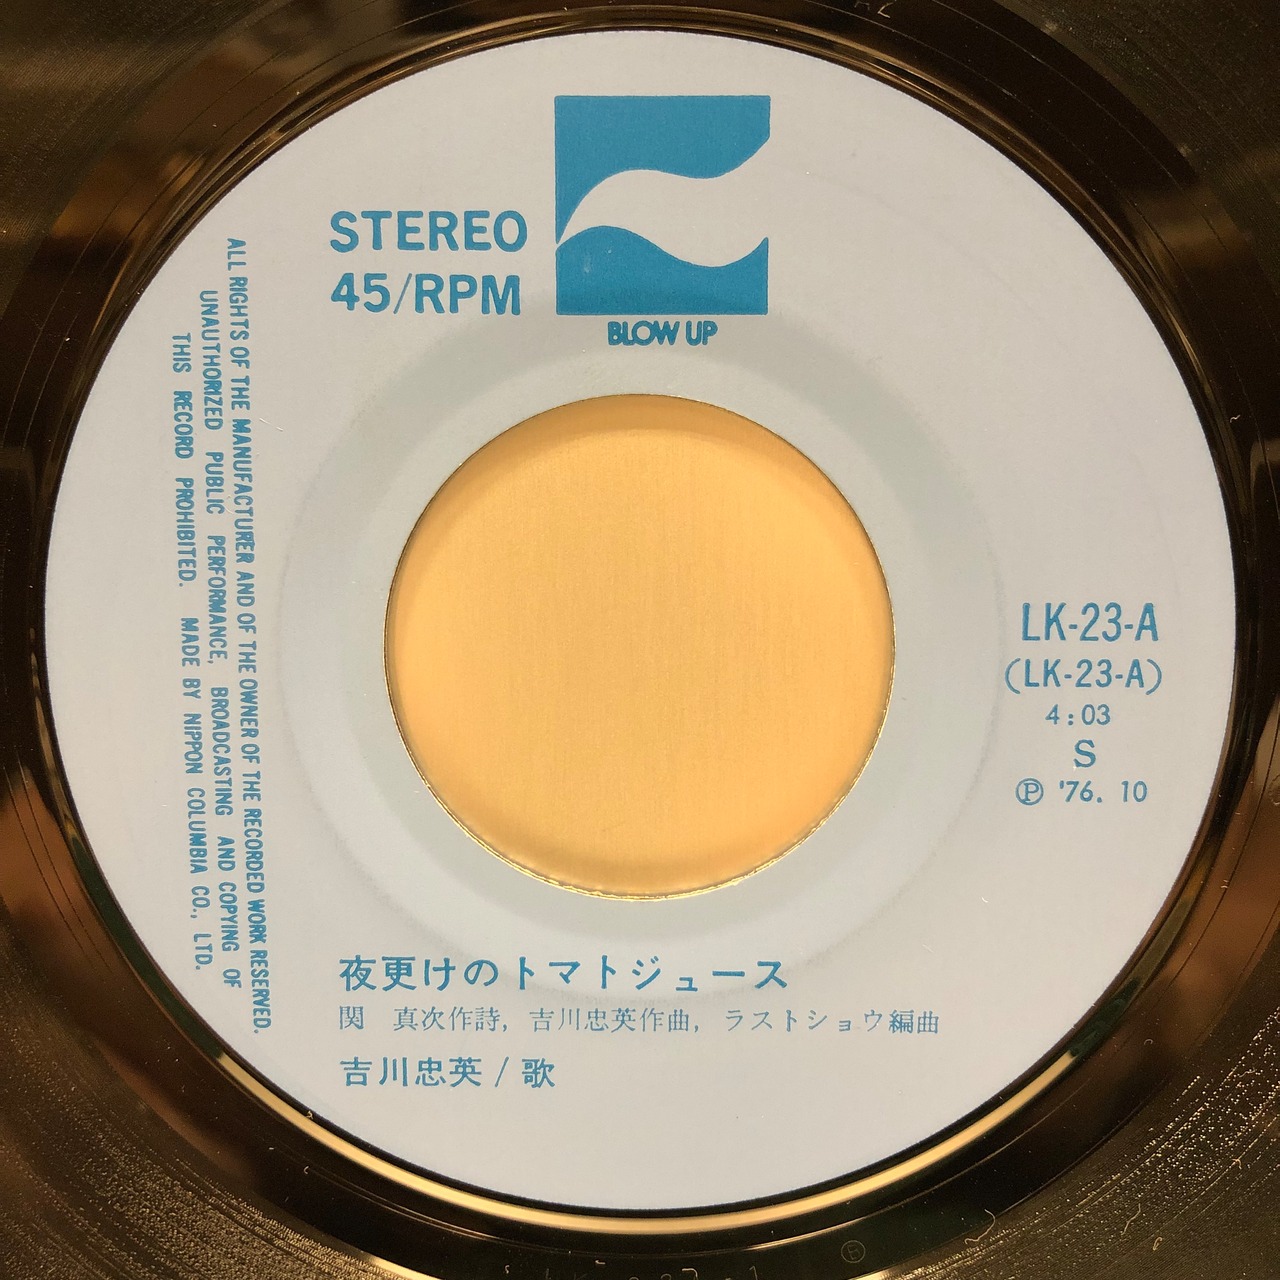 STEREO
45/RPM
BLOW UP
ALL RIGHTS OF THE MANUFACTURER AND OF THE OWNER OF THE RECORDED WORK RESERVED.
UNAUTHORIZED PUBLIC PERFORMANCE, BROADCASTING AND COPYING OF
THIS RECORD PROHIBITED. MADE BY NIPPON COLUMBIA CO., LTD.
LK-23-A
(LK-23-A)
4:03
S
Ⓟ '76. 10
夜更けのトマトジュース
関 真次作詩, 吉川忠英作曲, ラストショウ編曲
吉川忠英 / 歌